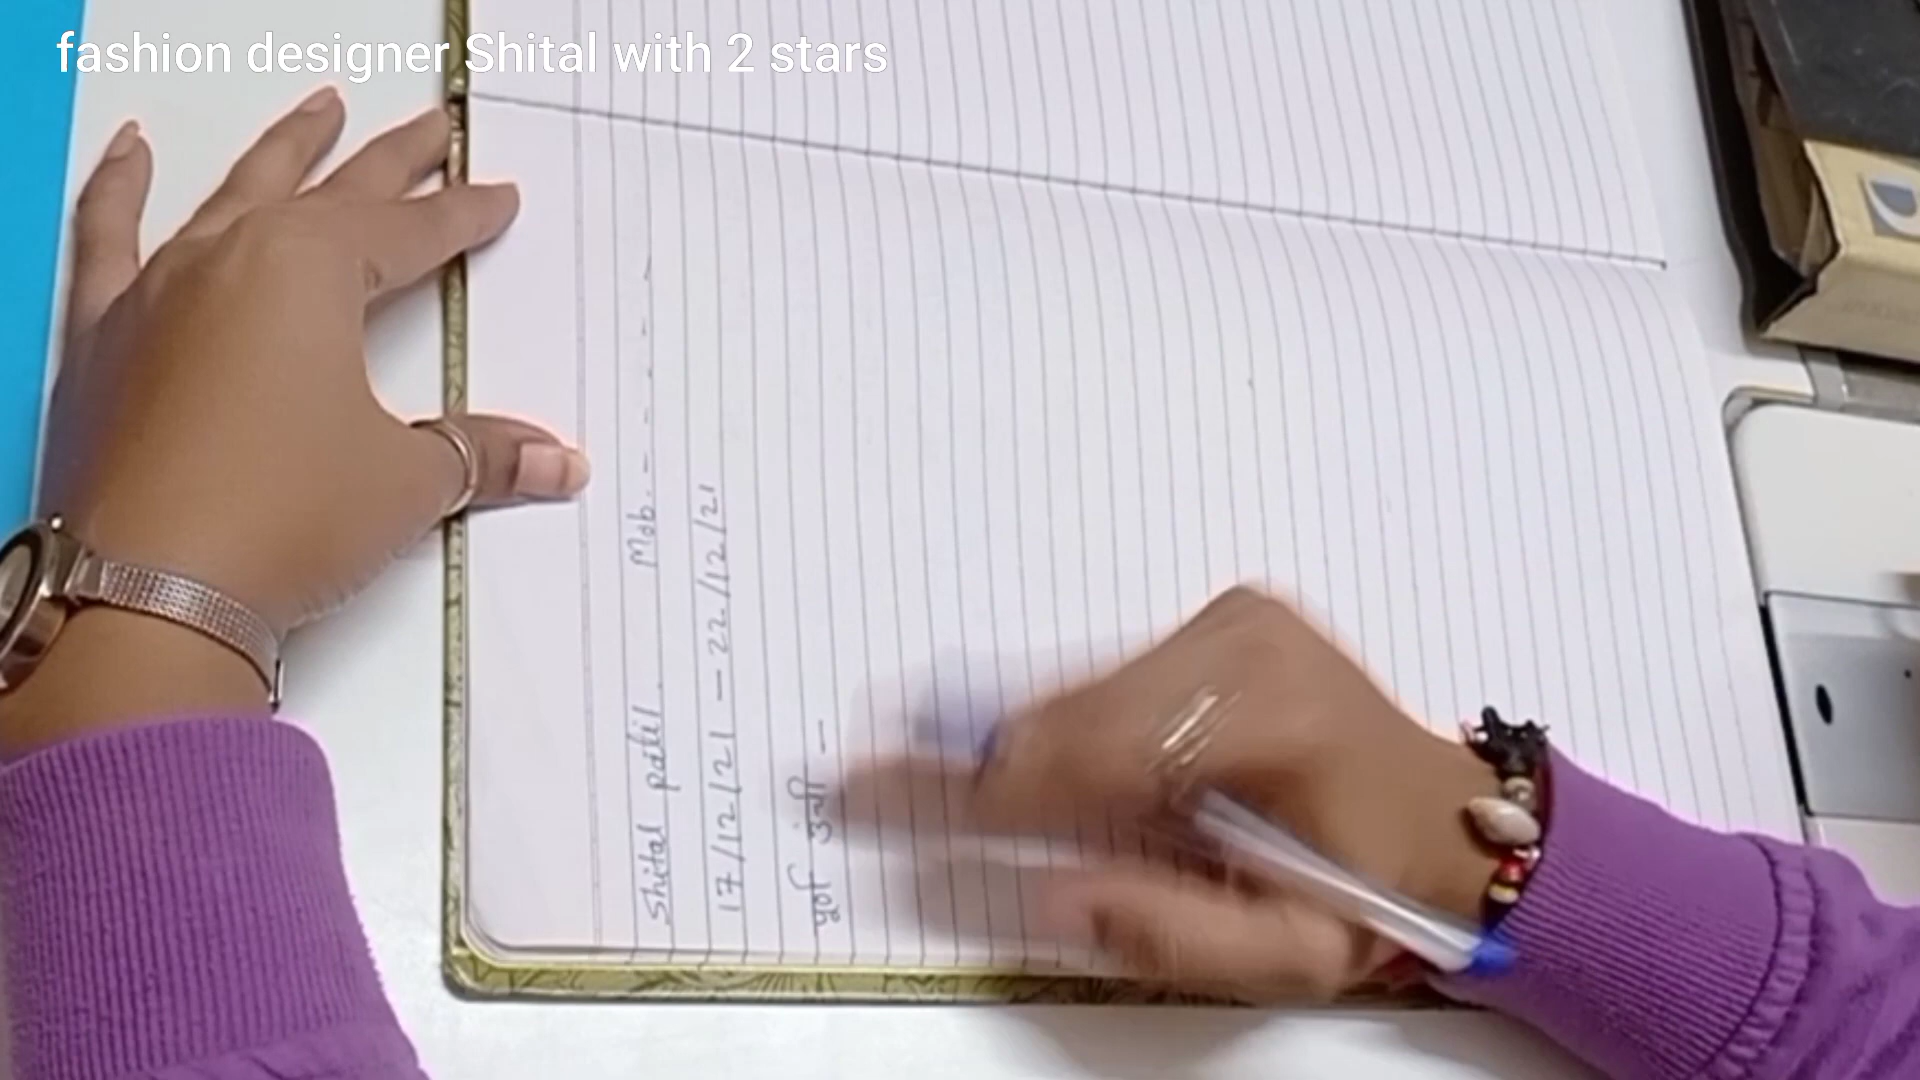 fashion designer Shital with 2 stars
Shital patil. Mob. - - - - - - -
17/12/21 - 22/12/21
पूर्ण उंची -